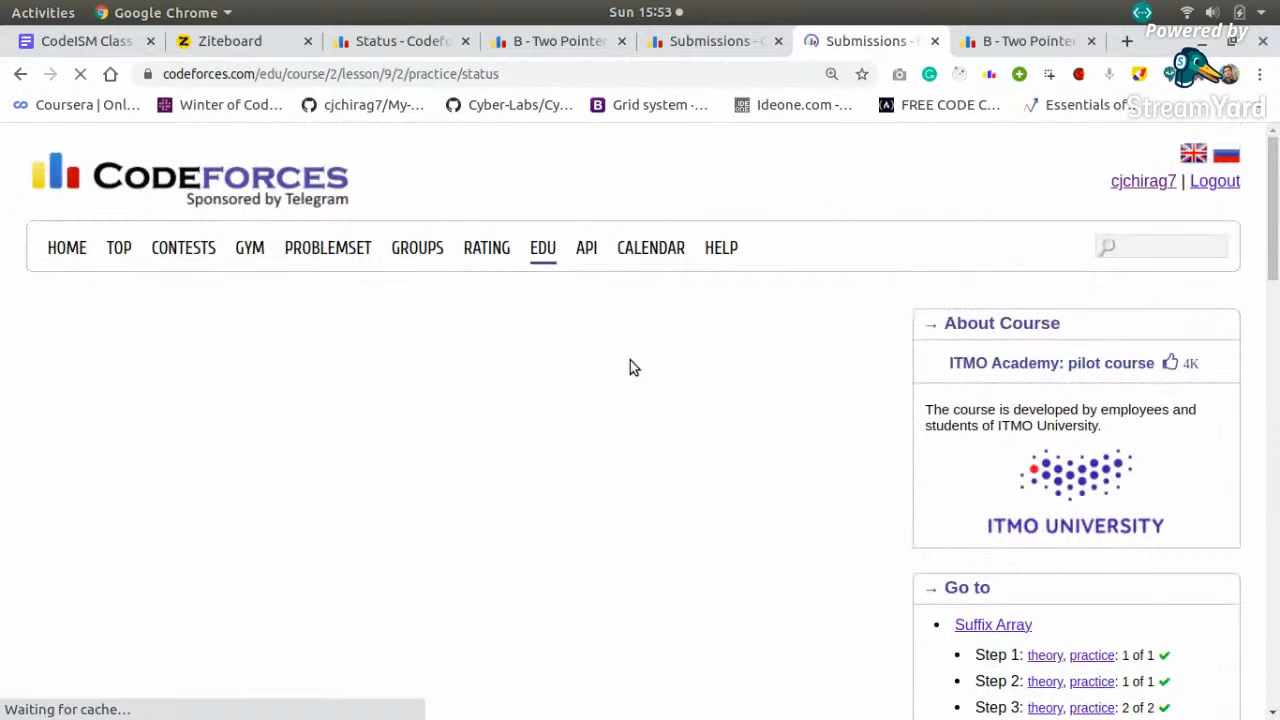 Activities Google Chrome Sun 15:53
CodeISM Class Ziteboard Status - Codefo B - Two Pointer Submissions - C Submissions - C B - Two Pointer
Powered by
codeforces.com/edu/course/2/lesson/9/2/practice/status
StreamYard
Coursera | Onl... Winter of Cod... cjchirag7/My-... Cyber-Labs/Cy... Grid system -... Ideone.com -... FREE CODE C... Essentials of
CODEFORCES
Sponsored by Telegram
cjchirag7 | Logout
HOME TOP CONTESTS GYM PROBLEMSET GROUPS RATING EDU API CALENDAR HELP
→ About Course
ITMO Academy: pilot course 4K
The course is developed by employees and
students of ITMO University.
ITMO UNIVERSITY
→ Go to
Suffix Array
Step 1: theory, practice: 1 of 1
Step 2: theory, practice: 1 of 1
Step 3: theory, practice: 2 of 2
Waiting for cache...